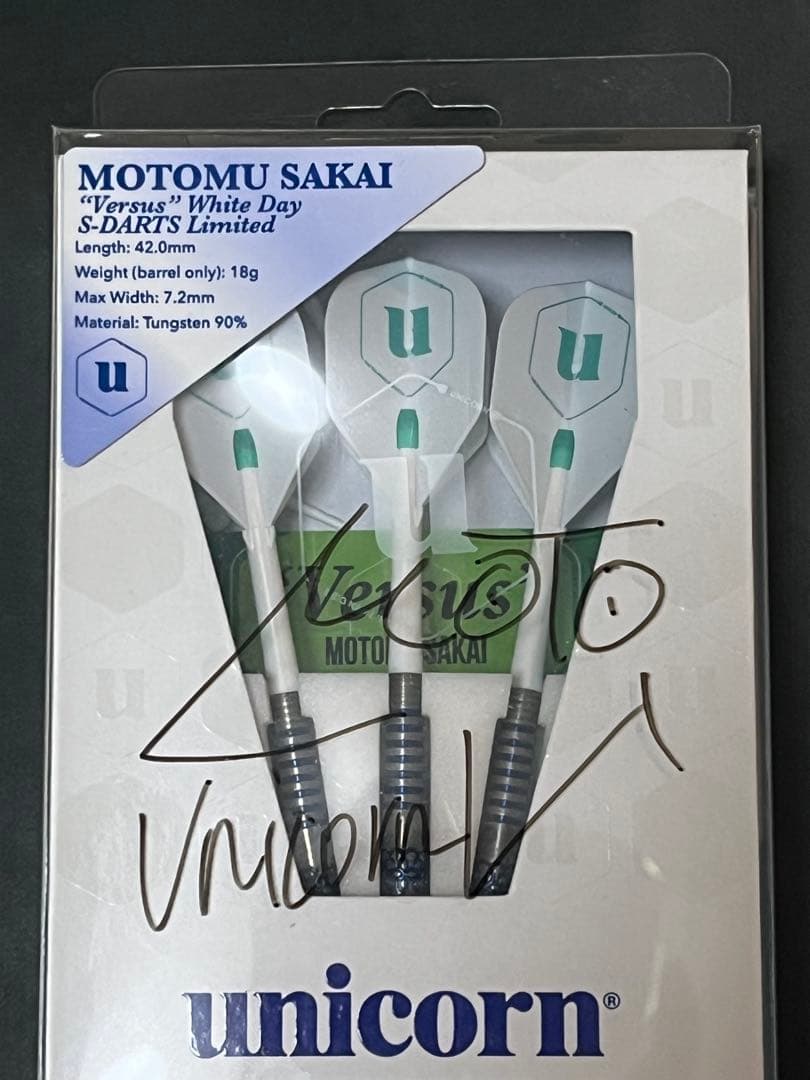 MOTOMU SAKAI
“Versus” White Day
S-DARTS Limited
Length: 42.0mm
Weight (barrel only): 18g
Max Width: 7.2mm
Material: Tungsten 90%
u
u
u
u
“Versus”
MOTOMU SAKAI
Unicorn
unicorn®